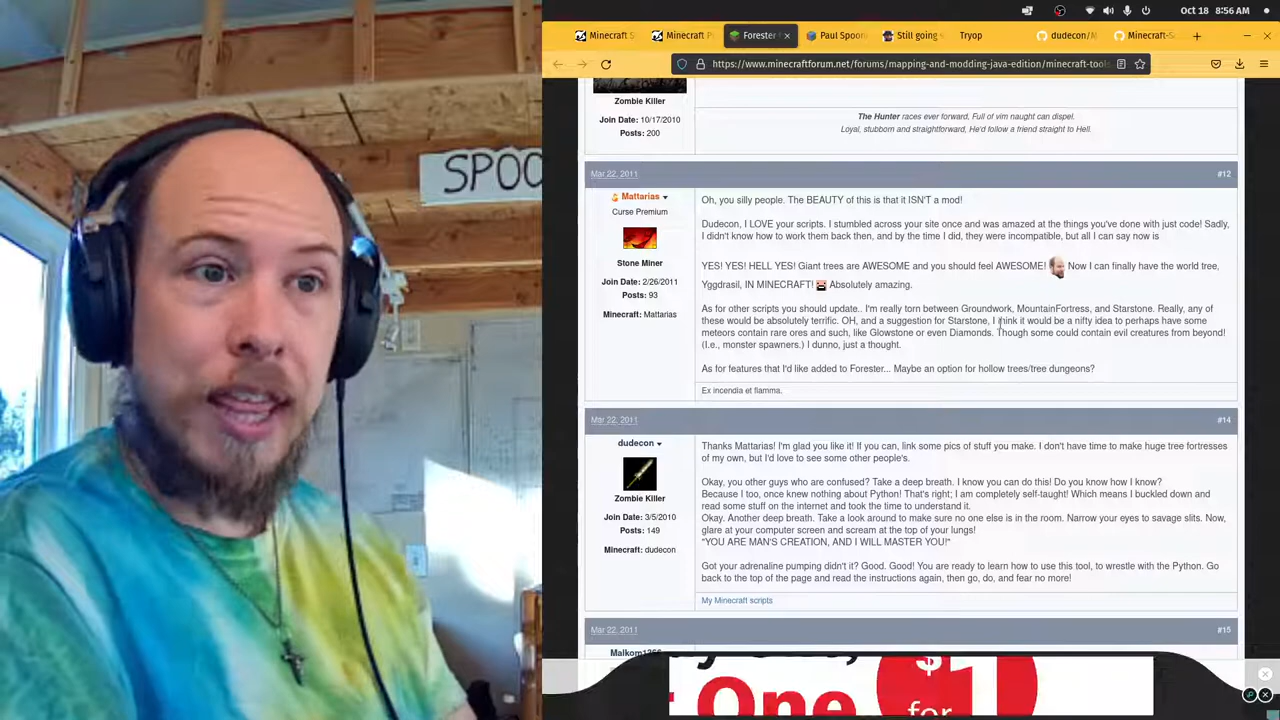 Oct 18 8:56 AM
Minecraft S
Minecraft P
Forester
Paul Spoon
Still going
Tryop
dudecon/M
Minecraft-Sc
https://www.minecraftforum.net/forums/mapping-and-modding-java-edition/minecraft-tools
SPOO
Zombie Killer
Join Date: 10/17/2010
Posts: 200
The Hunter races ever forward, Full of vim naught can dispel.
Loyal, stubborn and straightforward, He'd follow a friend straight to Hell.
Mar 22, 2011 #12
Mattarias
Curse Premium
Stone Miner
Join Date: 2/26/2011
Posts: 93
Minecraft: Mattarias
Oh, you silly people. The BEAUTY of this is that it ISN'T a mod!
Dudecon, I LOVE your scripts. I stumbled across your site once and was amazed at the things you've done with just code! Sadly,
I didn't know how to work them back then, and by the time I did, they were incompatible, but all I can say now is
YES! YES! HELL YES! Giant trees are AWESOME and you should feel AWESOME! Now I can finally have the world tree,
Yggdrasil, IN MINECRAFT! Absolutely amazing.
As for other scripts you should update.. I'm really torn between Groundwork, MountainFortress, and Starstone. Really, any of
these would be absolutely terrific. OH, and a suggestion for Starstone, I think it would be a nifty idea to perhaps have some
meteors contain rare ores and such, like Glowstone or even Diamonds. Though some could contain evil creatures from beyond!
(I.e., monster spawners.) I dunno, just a thought.
As for features that I'd like added to Forester... Maybe an option for hollow trees/tree dungeons?
Ex incendia et flamma.
Mar 22, 2011 #14
dudecon
Zombie Killer
Join Date: 3/5/2010
Posts: 149
Minecraft: dudecon
Thanks Mattarias! I'm glad you like it! If you can, link some pics of stuff you make. I don't have time to make huge tree fortresses
of my own, but I'd love to see some other people's.
Okay, you other guys who are confused? Take a deep breath. I know you can do this! Do you know how I know?
Because I too, once knew nothing about Python! That's right; I am completely self-taught! Which means I buckled down and
read some stuff on the internet and took the time to understand it.
Okay. Another deep breath. Take a look around to make sure no one else is in the room. Narrow your eyes to savage slits. Now,
glare at your computer screen and scream at the top of your lungs!
"YOU ARE MAN'S CREATION, AND I WILL MASTER YOU!"
Got your adrenaline pumping didn't it? Good. Good! You are ready to learn how to use this tool, to wrestle with the Python. Go
back to the top of the page and read the instructions again, then go, do, and fear no more!
My Minecraft scripts
Mar 22, 2011 #15
One
$1
for